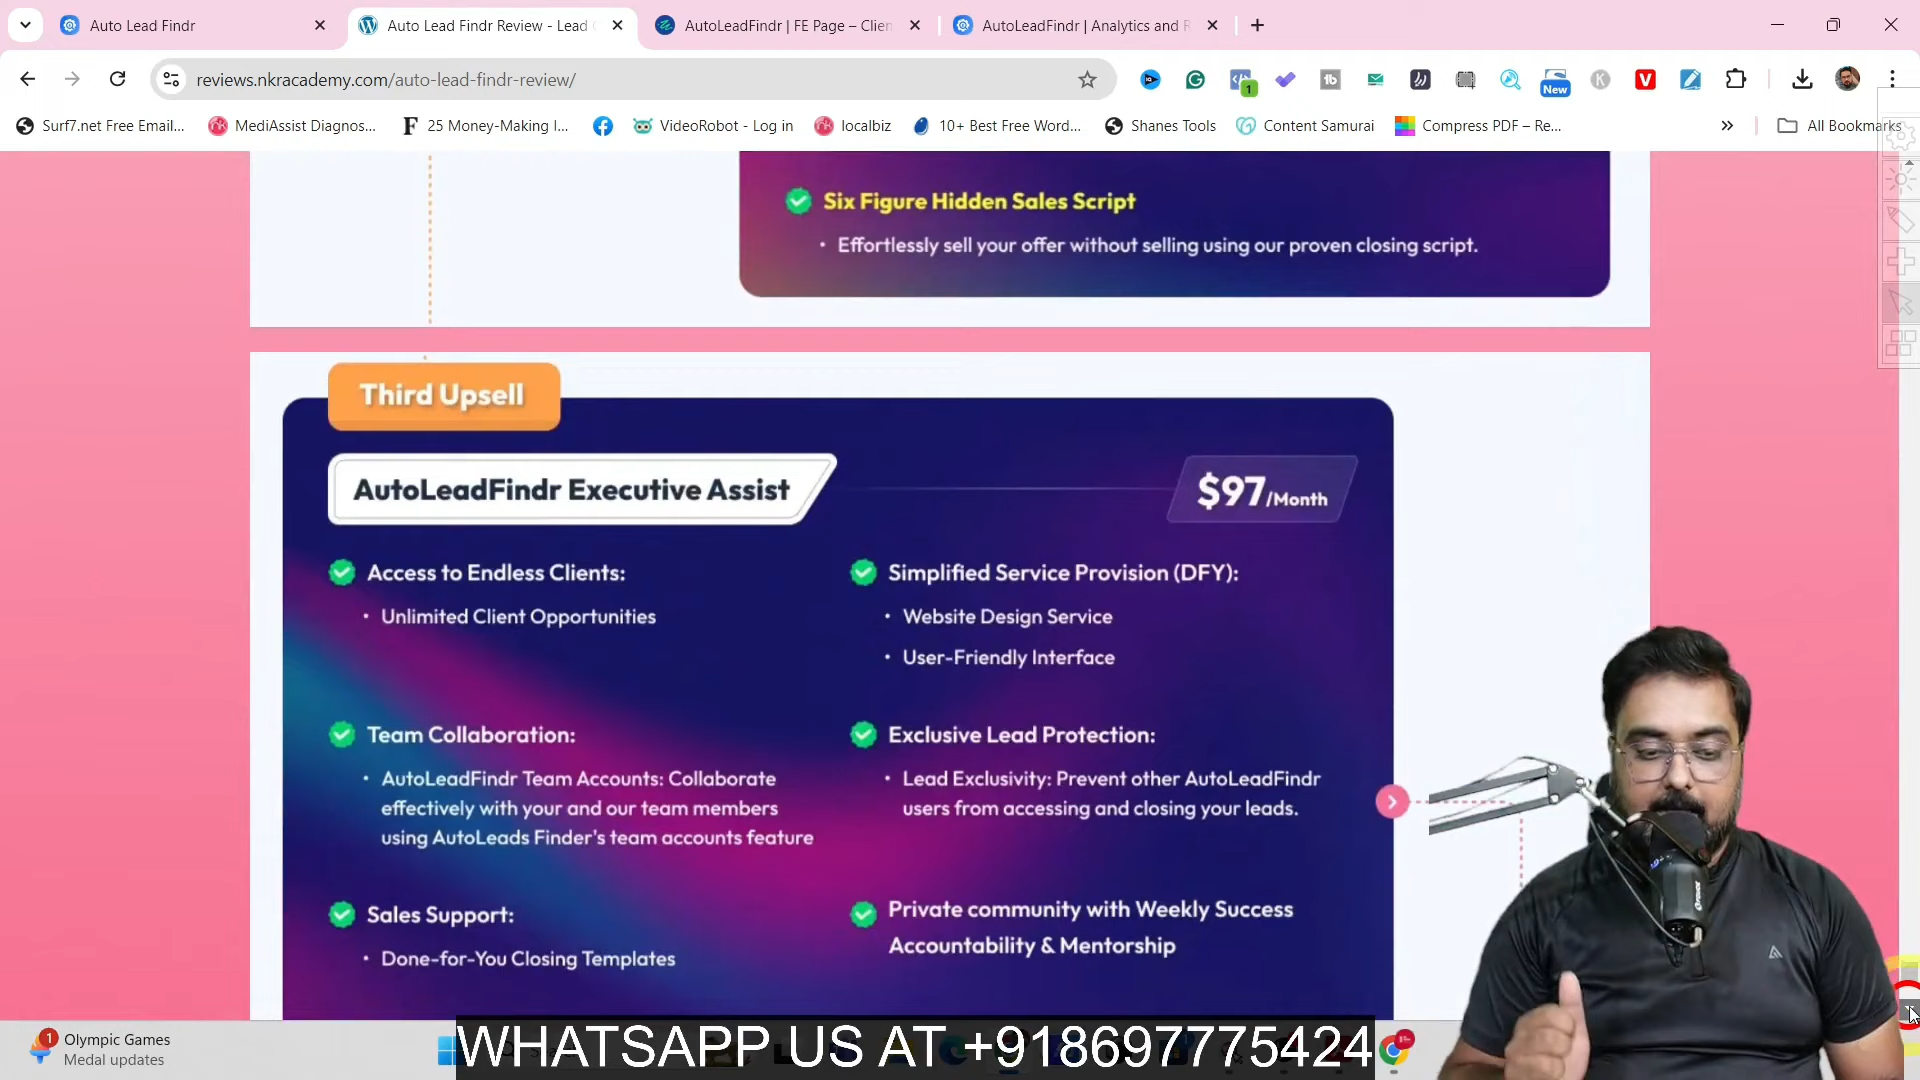 Auto Lead Findr
Auto Lead Findr Review - Lead
AutoLeadFindr | FE Page – Clien
AutoLeadFindr | Analytics and R
reviews.nkracademy.com/auto-lead-findr-review/
1
New
Surf7.net Free Email...
MediAssist Diagnos...
25 Money-Making I...
VideoRobot - Log in
localbiz
10+ Best Free Word...
Shanes Tools
Content Samurai
Compress PDF – Re...
All Bookmarks
Six Figure Hidden Sales Script
• Effortlessly sell your offer without selling using our proven closing script.
Third Upsell
AutoLeadFindr Executive Assist
$97/Month
Access to Endless Clients:
• Unlimited Client Opportunities
Simplified Service Provision (DFY):
• Website Design Service
• User-Friendly Interface
Team Collaboration:
• AutoLeadFindr Team Accounts: Collaborate
effectively with your and our team members
using AutoLeads Finder's team accounts feature
Exclusive Lead Protection:
• Lead Exclusivity: Prevent other AutoLeadFindr
users from accessing and closing your leads.
Sales Support:
• Done-for-You Closing Templates
Private community with Weekly Success
Accountability & Mentorship
1
Olympic Games
Medal updates
WHATSAPP US AT +918697775424